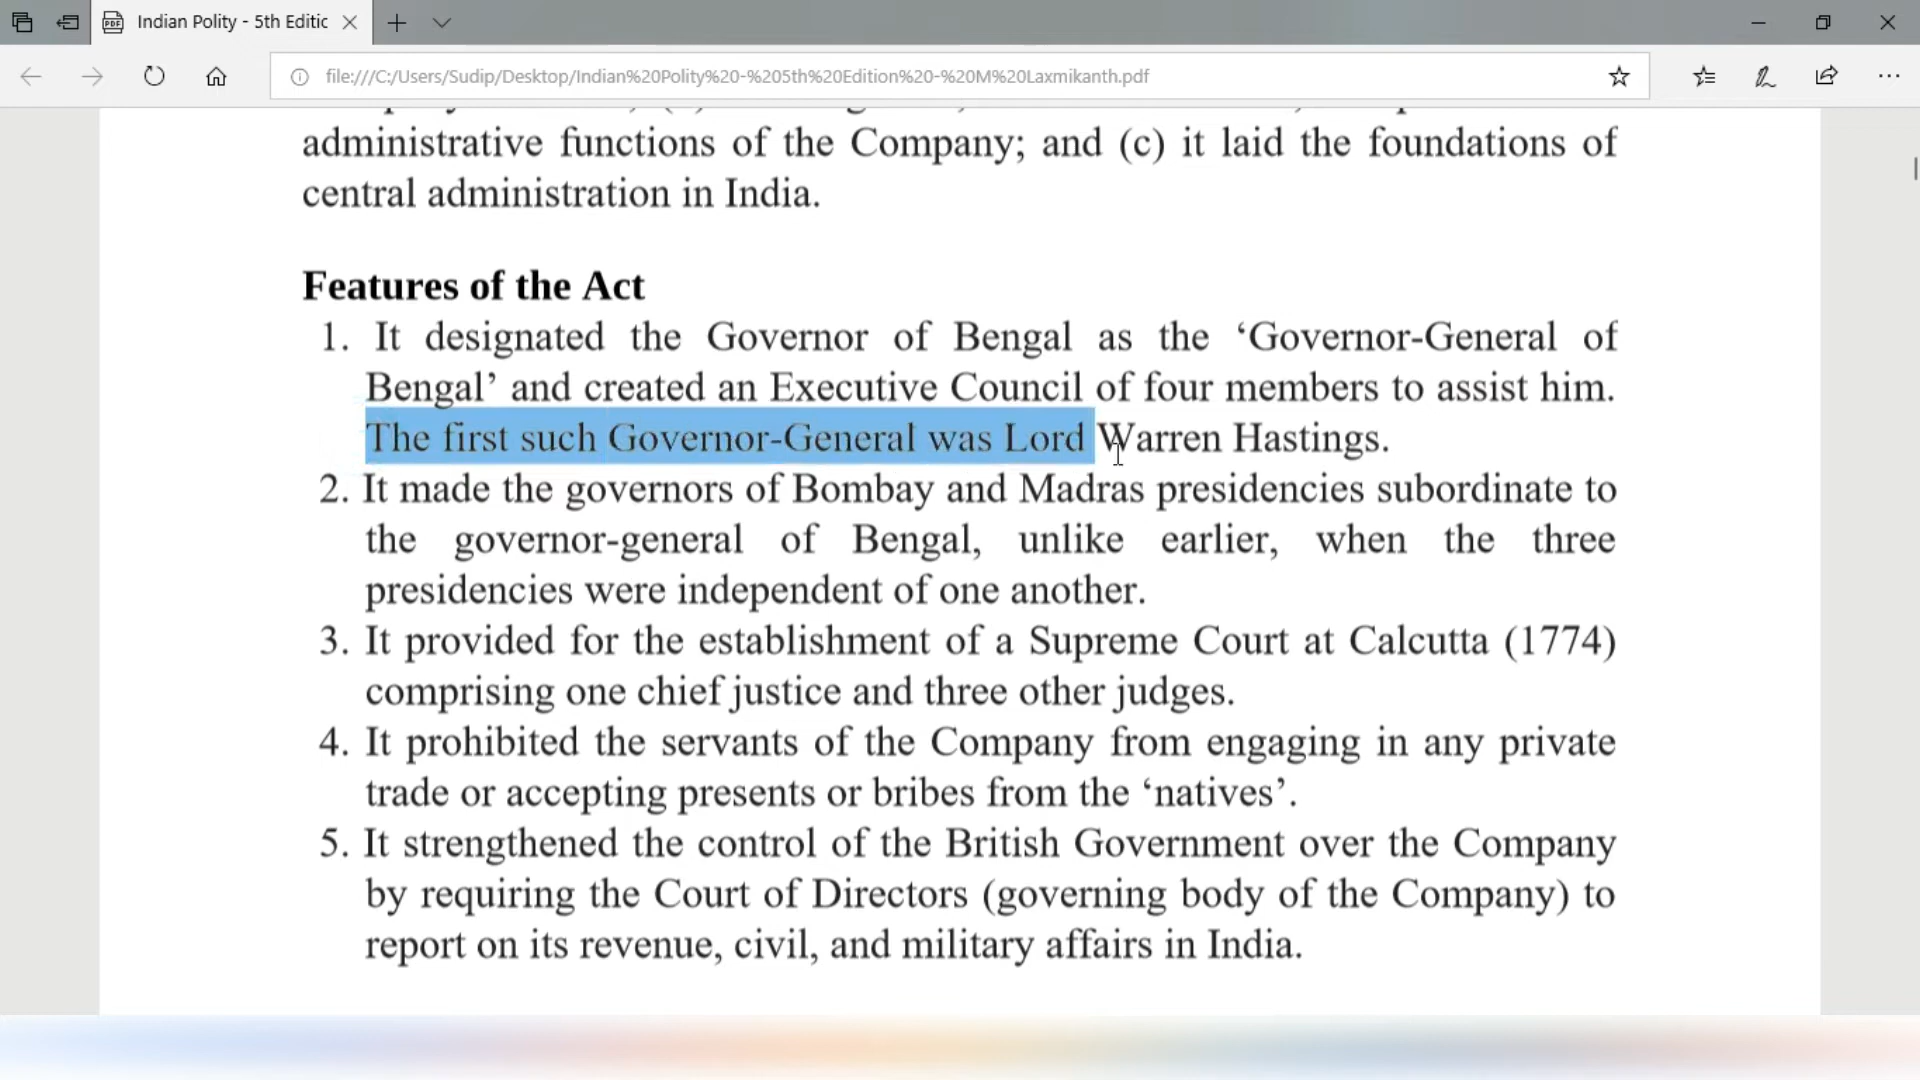 Indian Polity - 5th Editic
file:///C:/Users/Sudip/Desktop/Indian%20Polity%20-%205th%20Edition%20-%20M%20Laxmikanth.pdf
administrative functions of the Company; and (c) it laid the foundations of
central administration in India.
Features of the Act
1. It designated the Governor of Bengal as the ‘Governor-General of
Bengal’ and created an Executive Council of four members to assist him.
The first such Governor-General was Lord Warren Hastings.
2. It made the governors of Bombay and Madras presidencies subordinate to
the governor-general of Bengal, unlike earlier, when the three
presidencies were independent of one another.
3. It provided for the establishment of a Supreme Court at Calcutta (1774)
comprising one chief justice and three other judges.
4. It prohibited the servants of the Company from engaging in any private
trade or accepting presents or bribes from the ‘natives’.
5. It strengthened the control of the British Government over the Company
by requiring the Court of Directors (governing body of the Company) to
report on its revenue, civil, and military affairs in India.